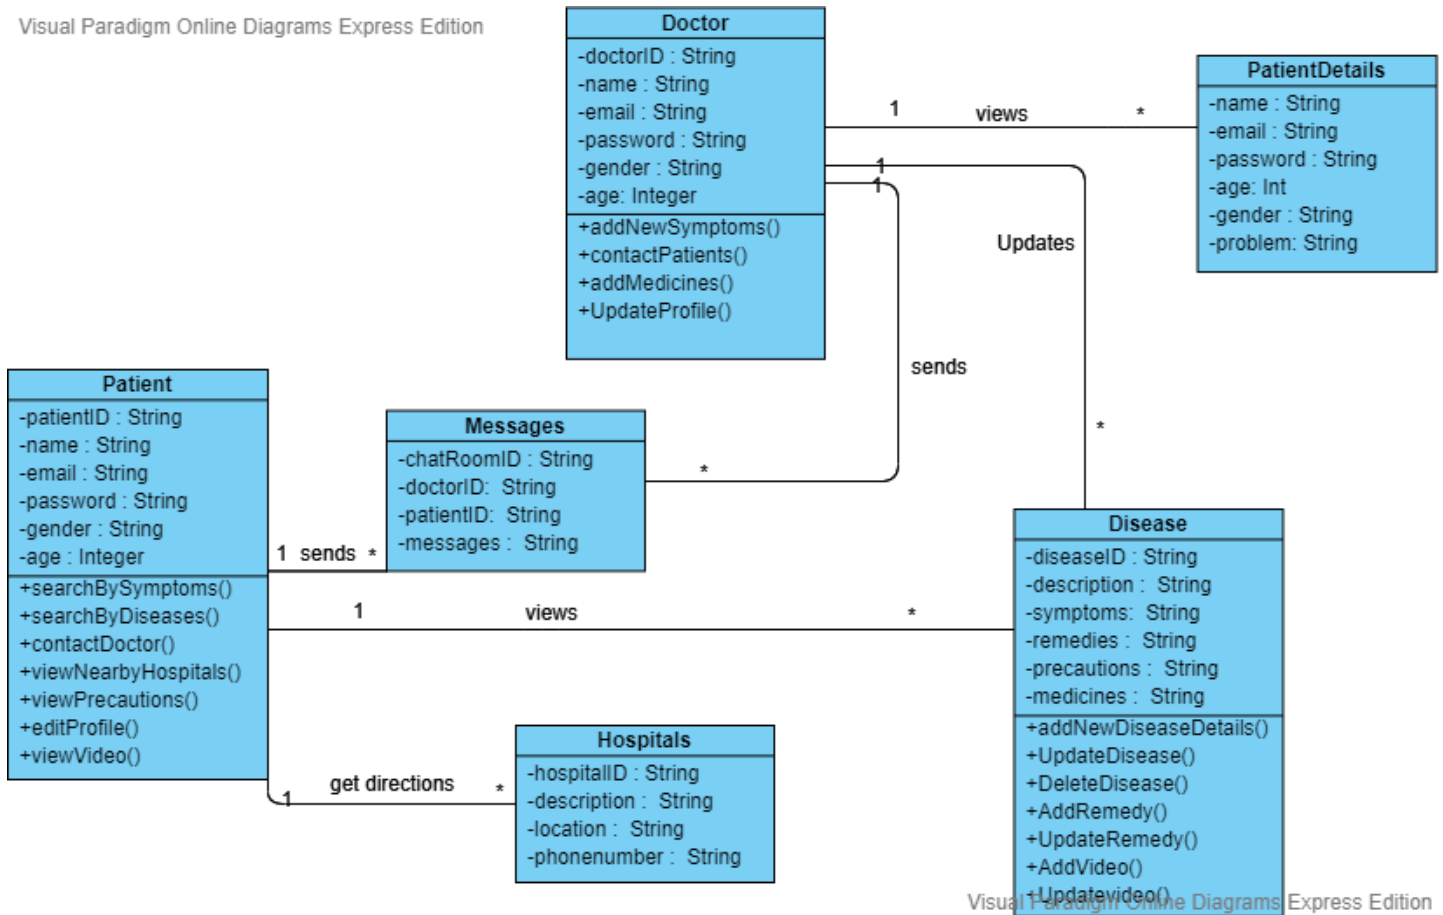 Visual Paradigm Online Diagrams Express Edition
Doctor
-doctorID : String
-name : String
-email : String
-password : String
-gender : String
-age: Integer
+addNewSymptoms()
+contactPatients()
+addMedicines()
+UpdateProfile()
1 views *
PatientDetails
-name : String
-email : String
-password : String
-age: Int
-gender : String
-problem: String
1
1
Updates
*
sends
*
Patient
-patientID : String
-name : String
-email : String
-password : String
-gender : String
-age : Integer
+searchBySymptoms()
+searchByDiseases()
+contactDoctor()
+viewNearbyHospitals()
+viewPrecautions()
+editProfile()
+viewVideo()
Messages
-chatRoomID : String
-doctorID: String
-patientID: String
-messages : String
1 sends *
1 views *
Disease
-diseaseID : String
-description : String
-symptoms: String
-remedies : String
-precautions : String
-medicines : String
+addNewDiseaseDetails()
+UpdateDisease()
+DeleteDisease()
+AddRemedy()
+UpdateRemedy()
+AddVideo()
+Updatevideo()
1 get directions *
Hospitals
-hospitalID : String
-description : String
-location : String
-phonenumber : String
Visual Paradigm Online Diagrams Express Edition